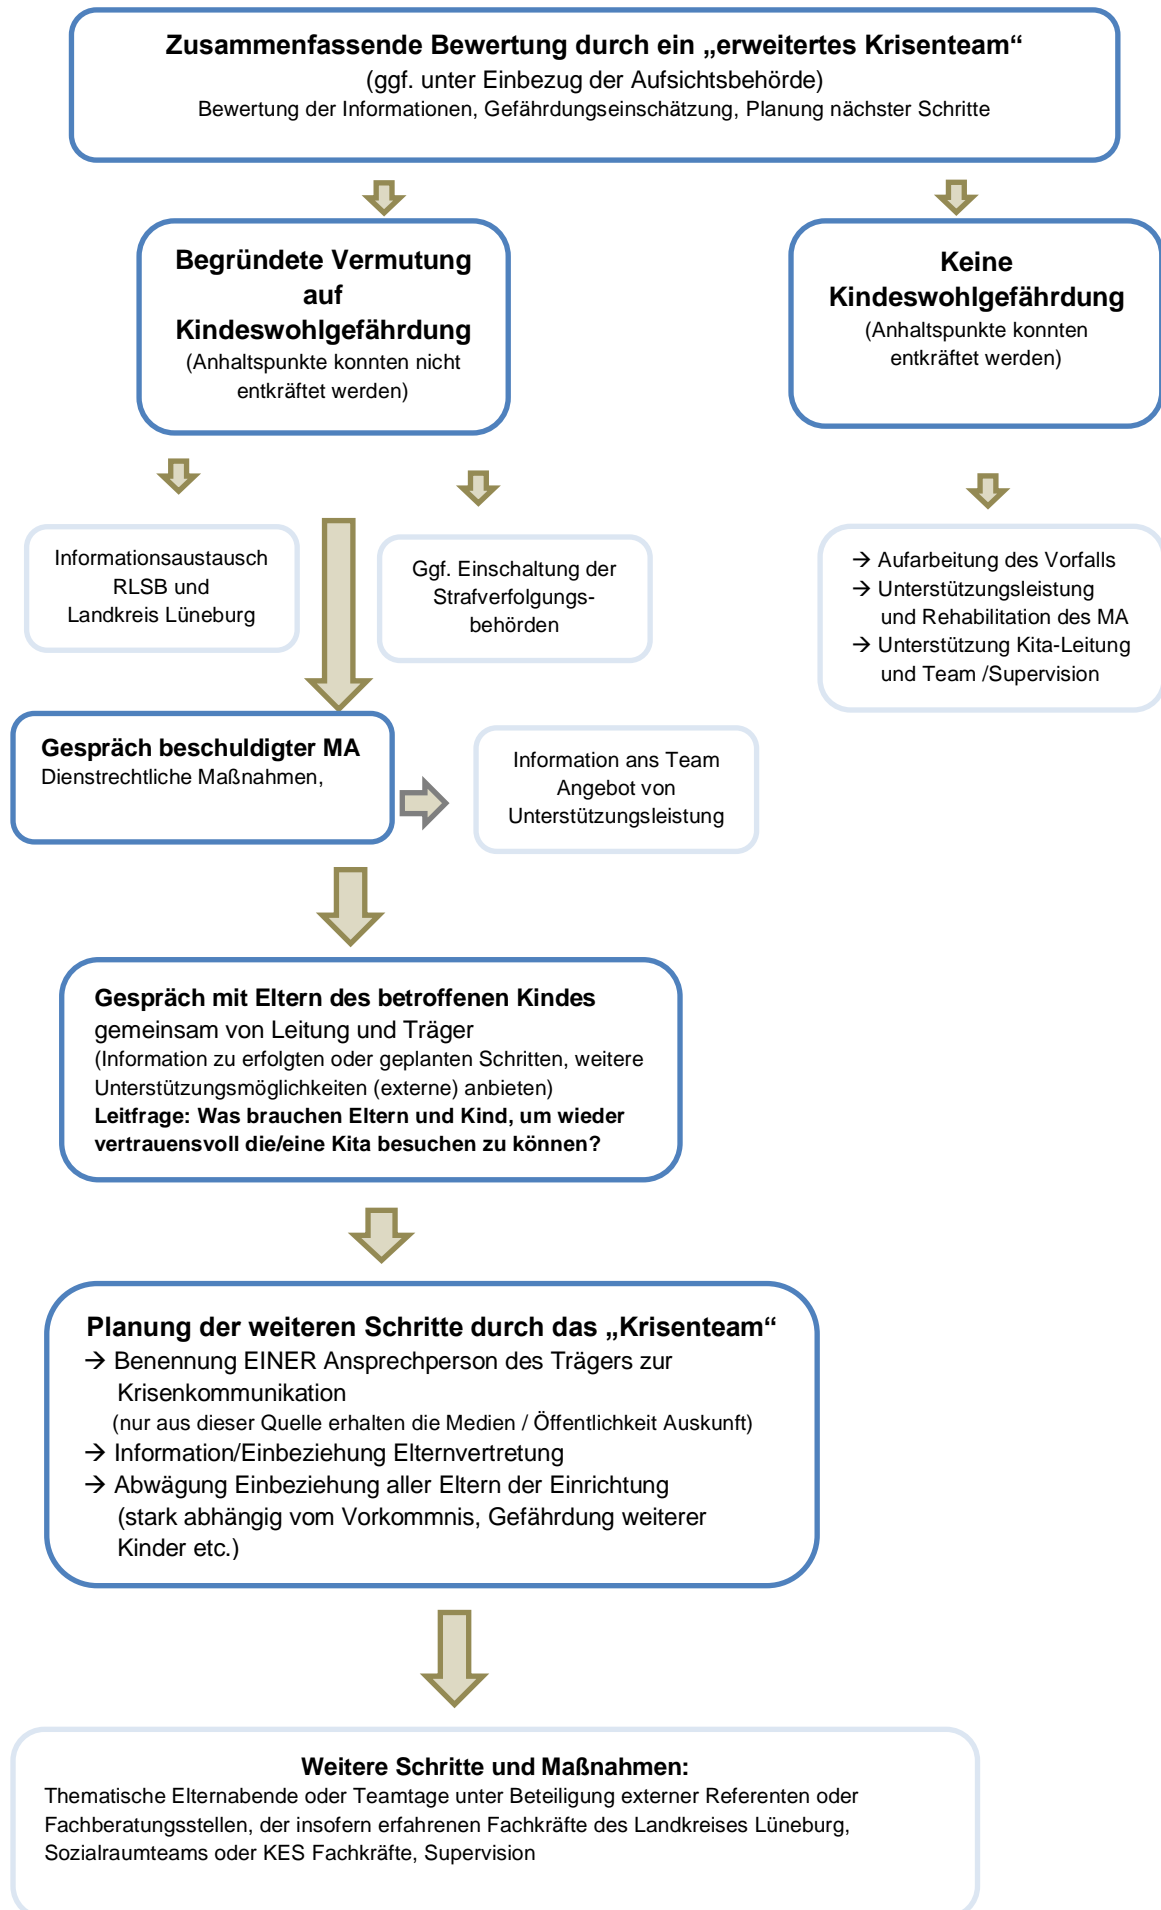 Zusammenfassende Bewertung durch ein „erweitertes Krisenteam“
(ggf. unter Einbezug der Aufsichtsbehörde)
Bewertung der Informationen, Gefährdungseinschätzung, Planung nächster Schritte
Begründete Vermutung
auf
Kindeswohlgefährdung
(Anhaltspunkte konnten nicht
entkräftet werden)
Keine
Kindeswohlgefährdung
(Anhaltspunkte konnten
entkräftet werden)
Informationsaustausch
RLSB und
Landkreis Lüneburg
Ggf. Einschaltung der
Strafverfolgungs-
behörden
→ Aufarbeitung des Vorfalls
→ Unterstützungsleistung
und Rehabilitation des MA
→ Unterstützung Kita-Leitung
und Team /Supervision
Gespräch beschuldigter MA
Dienstrechtliche Maßnahmen,
Information ans Team
Angebot von
Unterstützungsleistung
Gespräch mit Eltern des betroffenen Kindes
gemeinsam von Leitung und Träger
(Information zu erfolgten oder geplanten Schritten, weitere
Unterstützungsmöglichkeiten (externe) anbieten)
Leitfrage: Was brauchen Eltern und Kind, um wieder
vertrauensvoll die/eine Kita besuchen zu können?
Planung der weiteren Schritte durch das „Krisenteam“
→ Benennung EINER Ansprechperson des Trägers zur
Krisenkommunikation
(nur aus dieser Quelle erhalten die Medien / Öffentlichkeit Auskunft)
→ Information/Einbeziehung Elternvertretung
→ Abwägung Einbeziehung aller Eltern der Einrichtung
(stark abhängig vom Vorkommnis, Gefährdung weiterer
Kinder etc.)
Weitere Schritte und Maßnahmen:
Thematische Elternabende oder Teamtage unter Beteiligung externer Referenten oder
Fachberatungsstellen, der insofern erfahrenen Fachkräfte des Landkreises Lüneburg,
Sozialraumteams oder KES Fachkräfte, Supervision